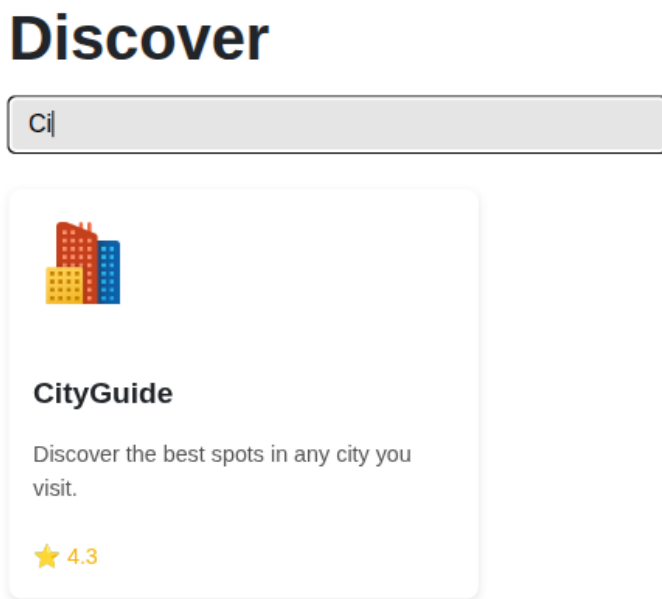 Discover
Ci
CityGuide
Discover the best spots in any city you
visit.
⭐ 4.3